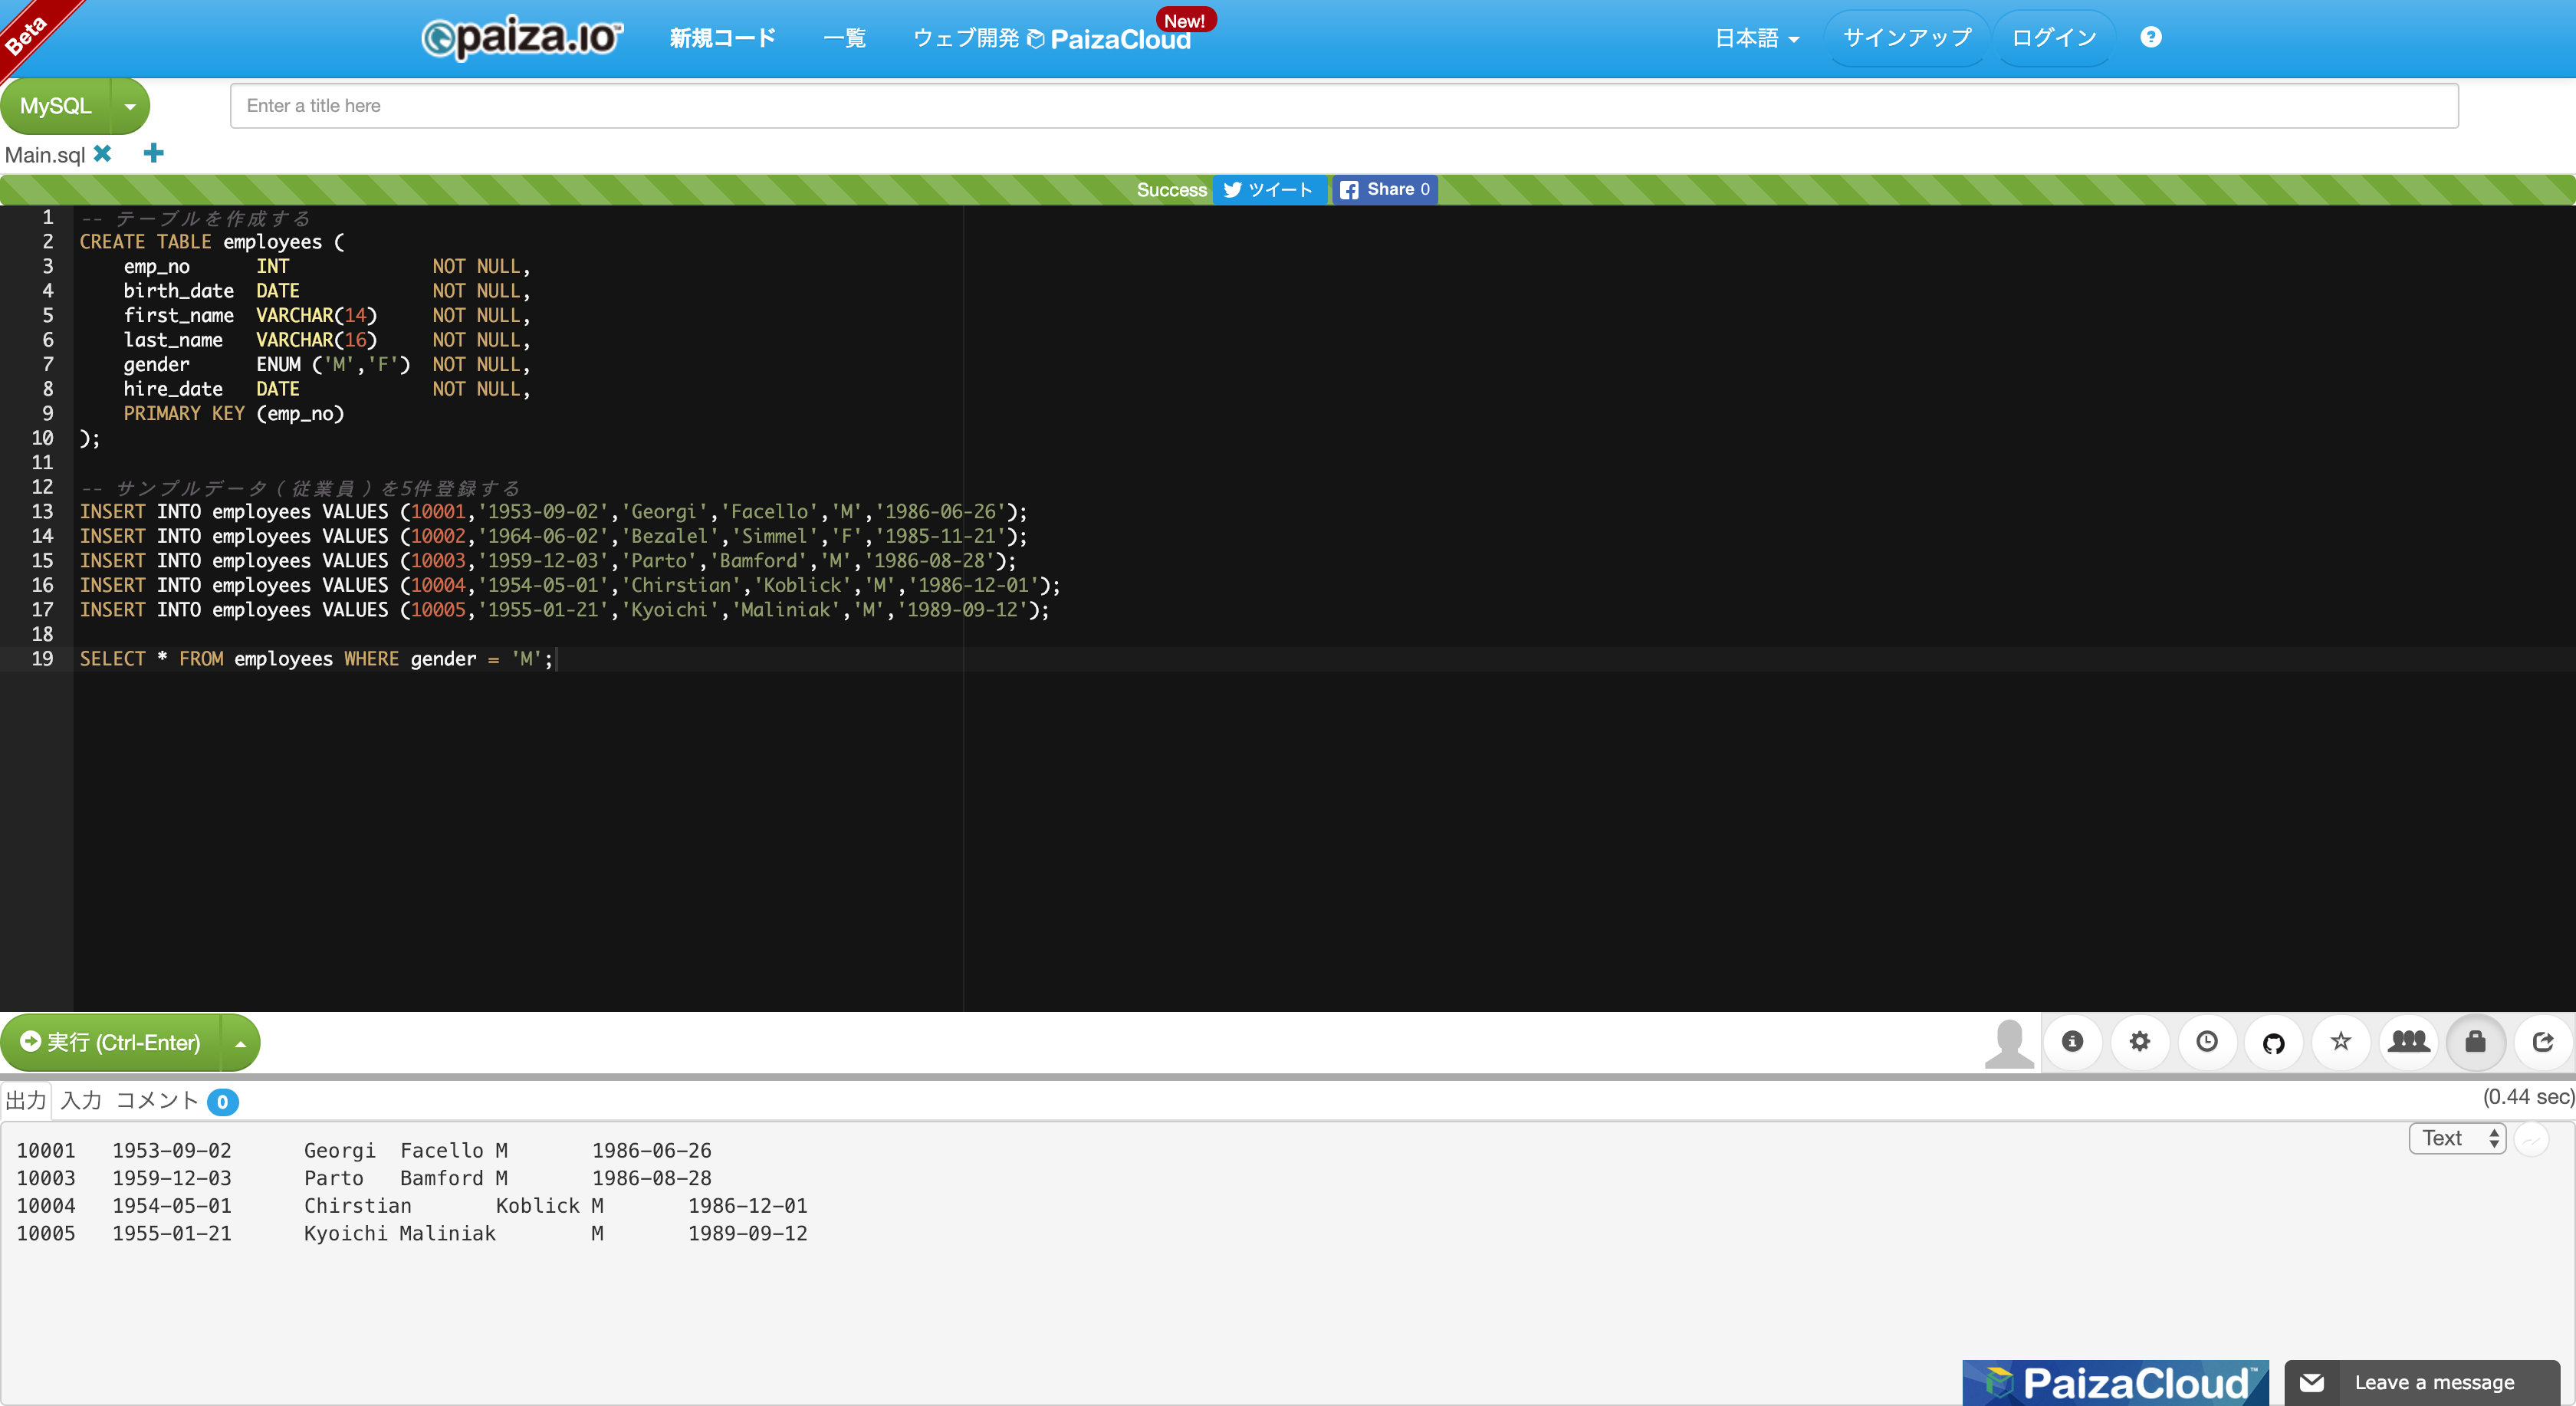 Beta
paiza.io
新規コード
一覧
ウェブ開発 PaizaCloud
New!
日本語
サインアップ
ログイン
?
MySQL
Enter a title here
Main.sql
Success
ツイート
Share 0
1 -- テーブルを作成する
2 CREATE TABLE employees (
3     emp_no      INT             NOT NULL,
4     birth_date  DATE            NOT NULL,
5     first_name  VARCHAR(14)     NOT NULL,
6     last_name   VARCHAR(16)     NOT NULL,
7     gender      ENUM ('M','F')  NOT NULL,
8     hire_date   DATE            NOT NULL,
9     PRIMARY KEY (emp_no)
10 );
11
12 -- サンプルデータ（従業員）を5件登録する
13 INSERT INTO employees VALUES (10001,'1953-09-02','Georgi','Facello','M','1986-06-26');
14 INSERT INTO employees VALUES (10002,'1964-06-02','Bezalel','Simmel','F','1985-11-21');
15 INSERT INTO employees VALUES (10003,'1959-12-03','Parto','Bamford','M','1986-08-28');
16 INSERT INTO employees VALUES (10004,'1954-05-01','Chirstian','Koblick','M','1986-12-01');
17 INSERT INTO employees VALUES (10005,'1955-01-21','Kyoichi','Maliniak','M','1989-09-12');
18
19 SELECT * FROM employees WHERE gender = 'M';
実行 (Ctrl-Enter)
出力 入力 コメント 0
(0.44 sec)
Text
10001 1953-09-02 Georgi Facello M 1986-06-26
10003 1959-12-03 Parto Bamford M 1986-08-28
10004 1954-05-01 Chirstian Koblick M 1986-12-01
10005 1955-01-21 Kyoichi Maliniak M 1989-09-12
PaizaCloud™
Leave a message